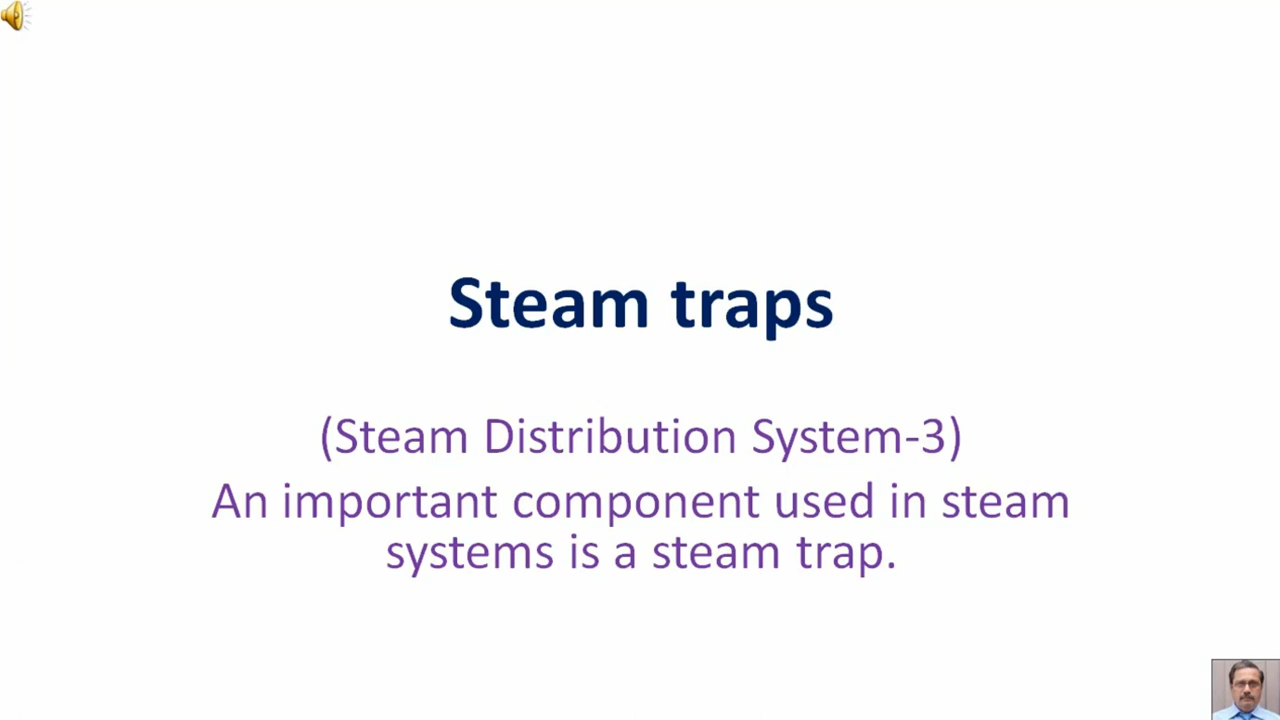 Steam traps
(Steam Distribution System-3)
An important component used in steam
systems is a steam trap.